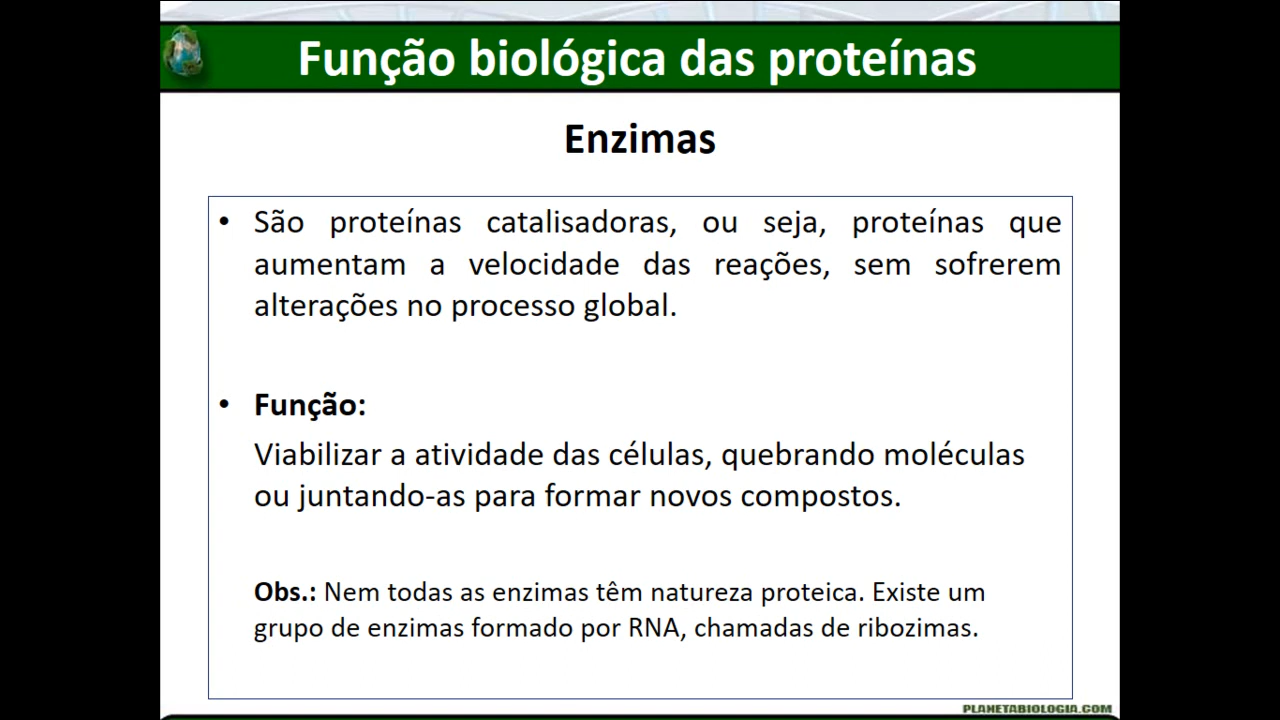 Função biológica das proteínas
Enzimas
• São proteínas catalisadoras, ou seja, proteínas que
aumentam a velocidade das reações, sem sofrerem
alterações no processo global.
• Função:
Viabilizar a atividade das células, quebrando moléculas
ou juntando-as para formar novos compostos.
Obs.: Nem todas as enzimas têm natureza proteica. Existe um
grupo de enzimas formado por RNA, chamadas de ribozimas.
PLANETABIOLOGIA.COM